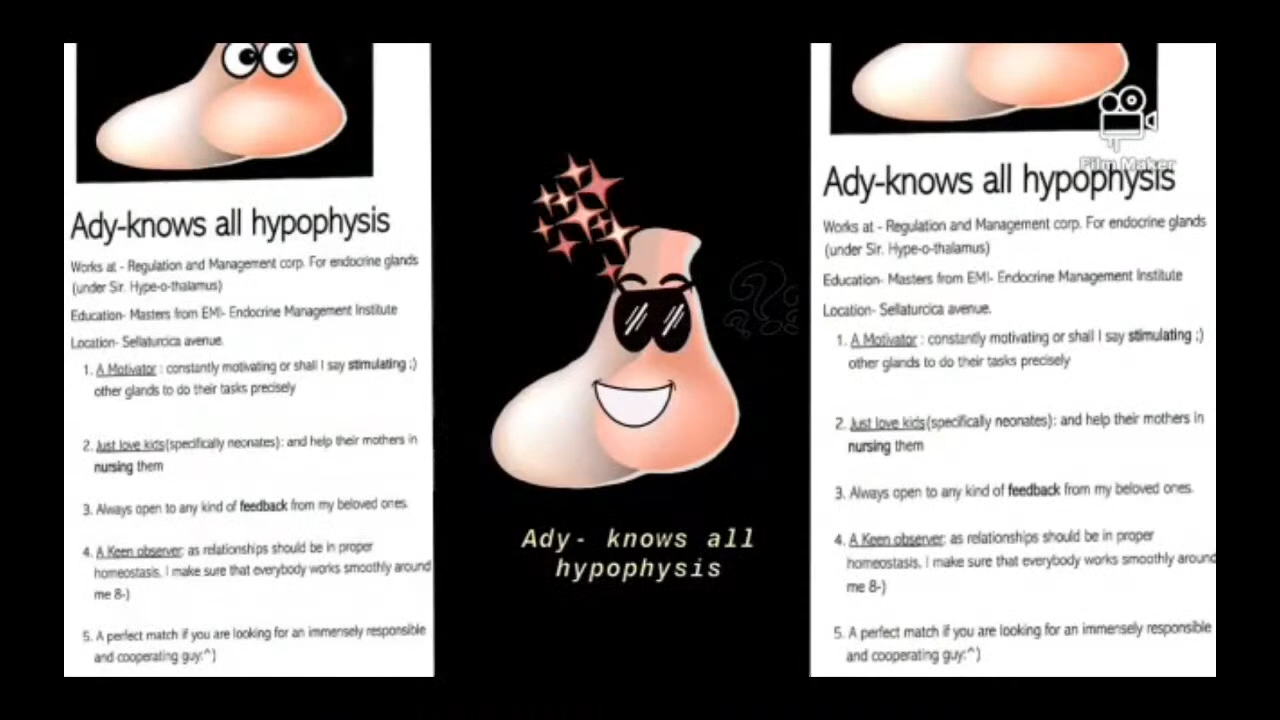 Ady-knows all hypophysis
Works at - Regulation and Management corp. For endocrine glands
(under Sir. Hype-o-thalamus)
Education- Masters from EMI- Endocrine Management Institute
Location- Sellaturcica avenue.
1. A Motivator : constantly motivating or shall I say stimulating ;)
other glands to do their tasks precisely
2. Just love kids(specifically neonates): and help their mothers in
nursing them
3. Always open to any kind of feedback from my beloved ones.
4. A Keen observer: as relationships should be in proper
homeostasis, I make sure that everybody works smoothly around
me 8-)
5. A perfect match if you are looking for an immensely responsible
and cooperating guy:^)
Ady- knows all
hypophysis
Film Maker
Ady-knows all hypophysis
Works at - Regulation and Management corp. For endocrine glands
(under Sir. Hype-o-thalamus)
Education- Masters from EMI- Endocrine Management Institute
Location- Sellaturcica avenue.
1. A Motivator : constantly motivating or shall I say stimulating ;)
other glands to do their tasks precisely
2. Just love kids(specifically neonates): and help their mothers in
nursing them
3. Always open to any kind of feedback from my beloved ones.
4. A Keen observer: as relationships should be in proper
homeostasis, I make sure that everybody works smoothly around
me 8-)
5. A perfect match if you are looking for an immensely responsible
and cooperating guy:^)